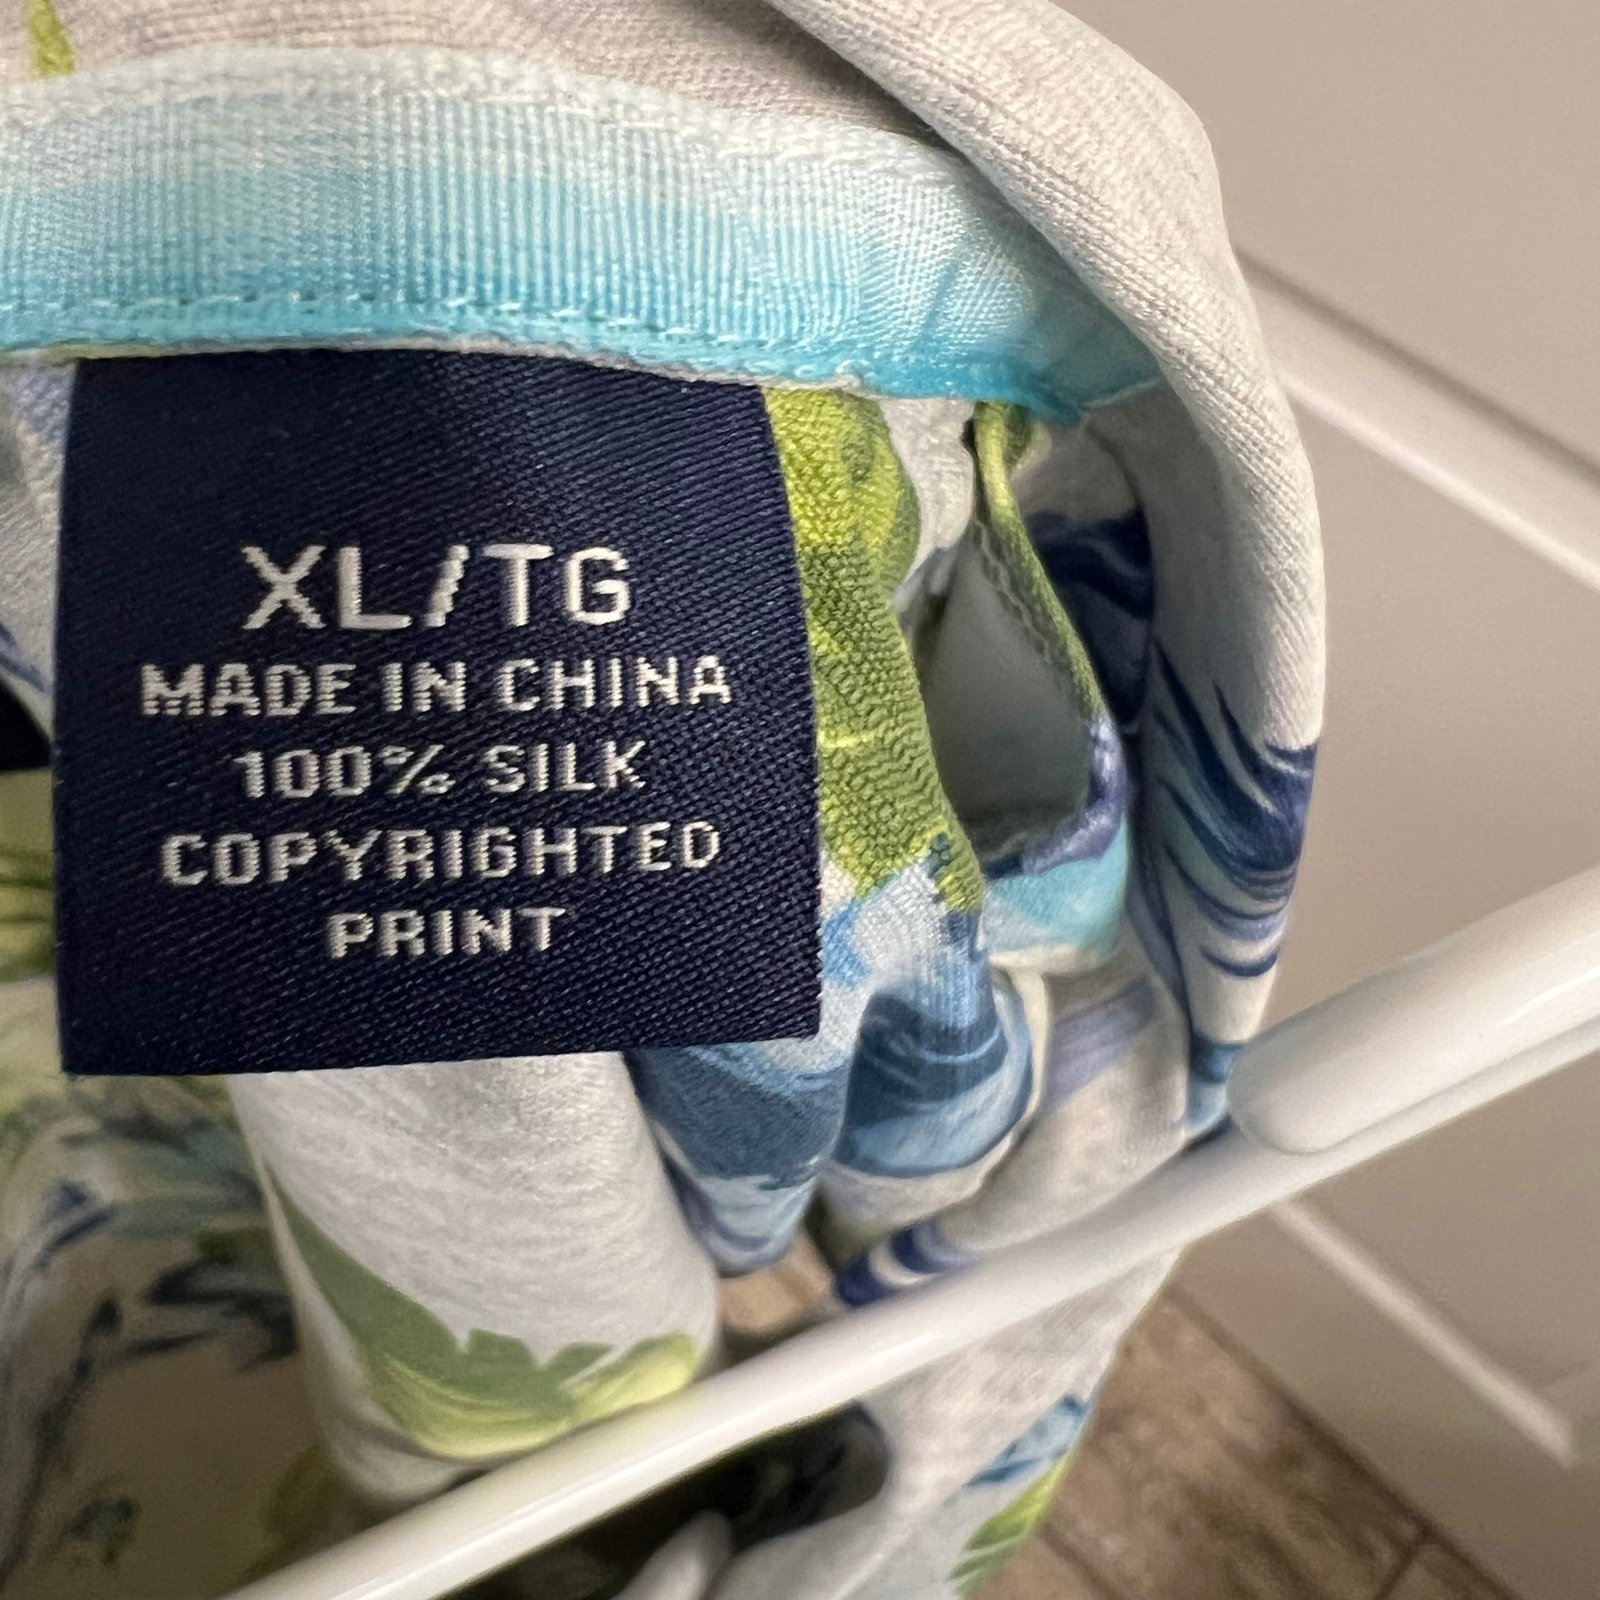 XL/TG
MADE IN CHINA
100% SILK
COPYRIGHTED
PRINT